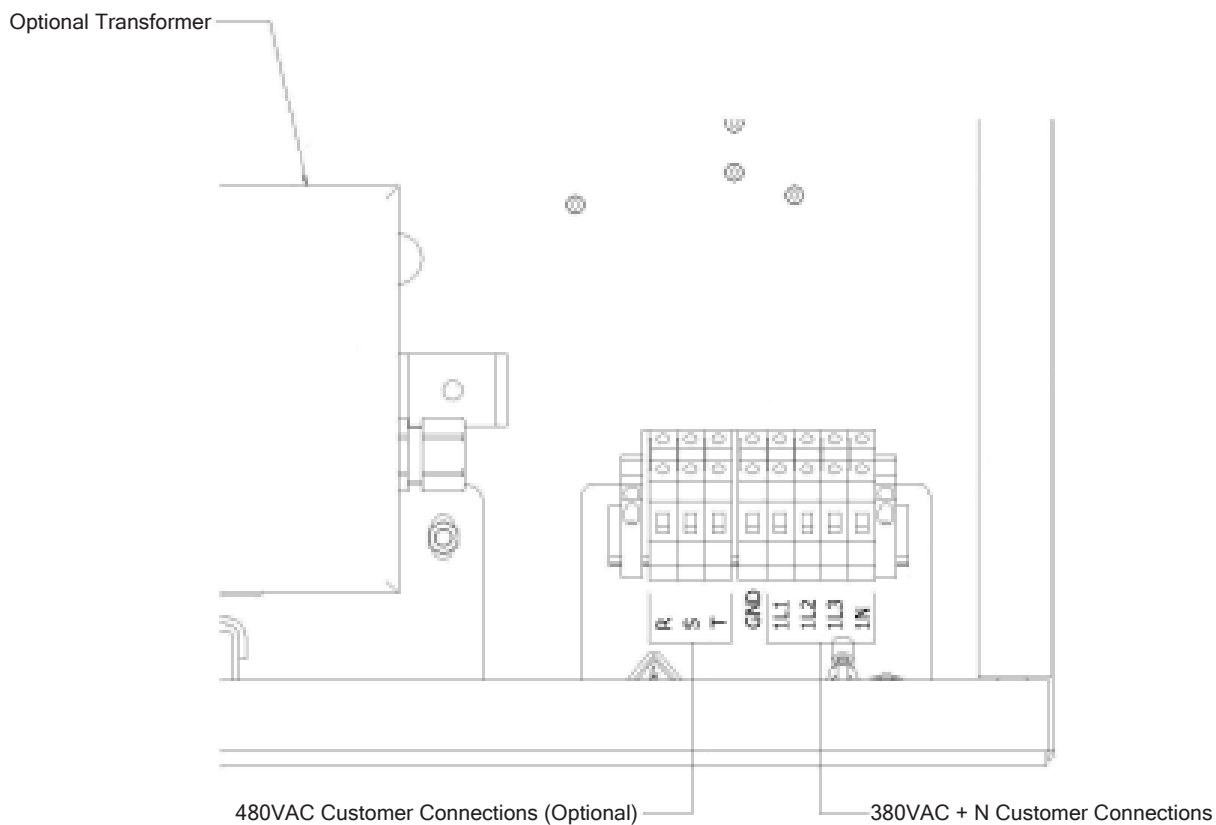 Optional Transformer
R
S
T
GND
1L1
1L2
1L3
1N
480VAC Customer Connections (Optional)
380VAC + N Customer Connections